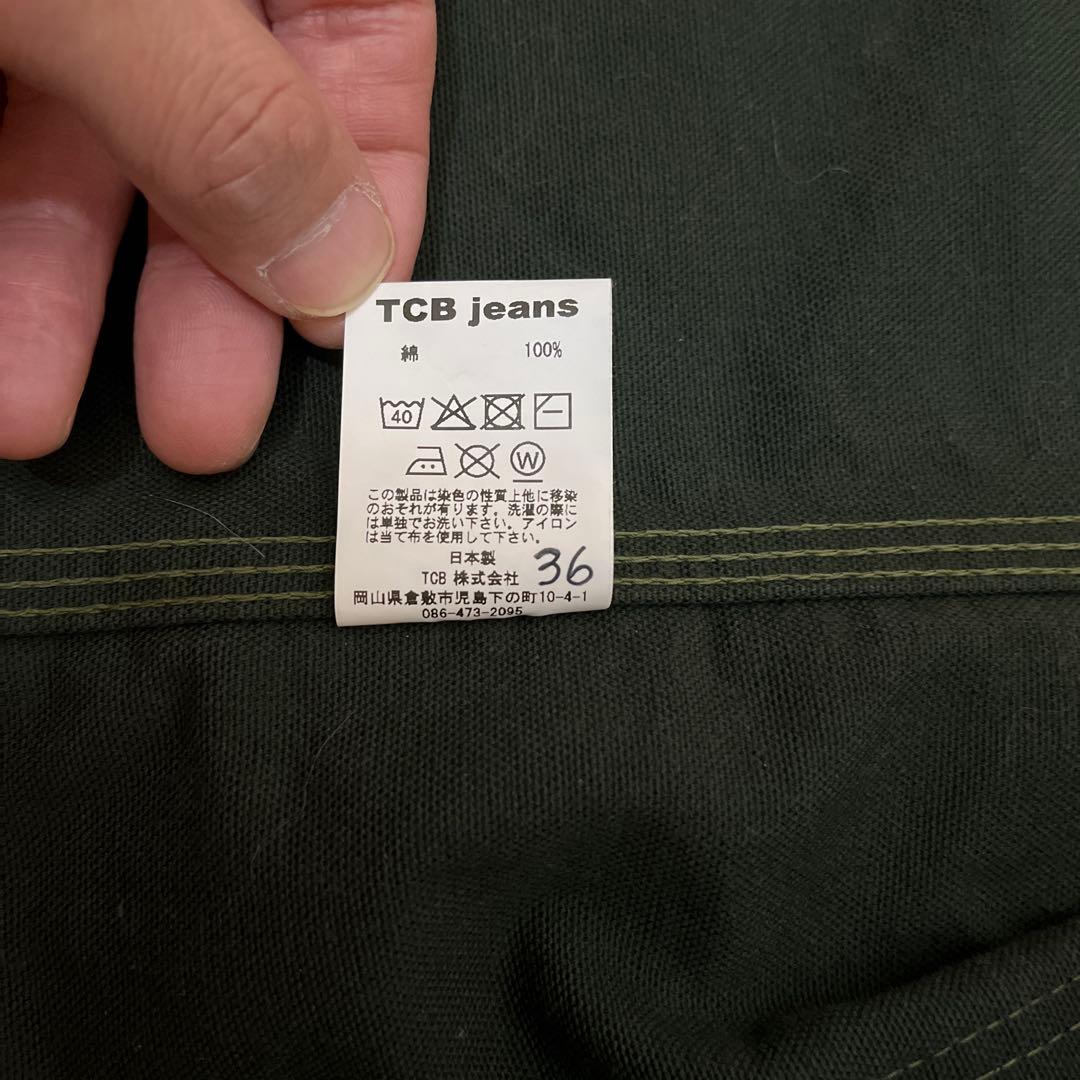 TCB jeans
綿 100%
40
W
この製品は染色の性質上他に移染
のおそれが有ります。洗濯の際に
は単独でお洗い下さい。アイロン
は当て布を使用して下さい。
日本製
TCB 株式会社 36
岡山県倉敷市児島下の町10-4-1
086-473-2095